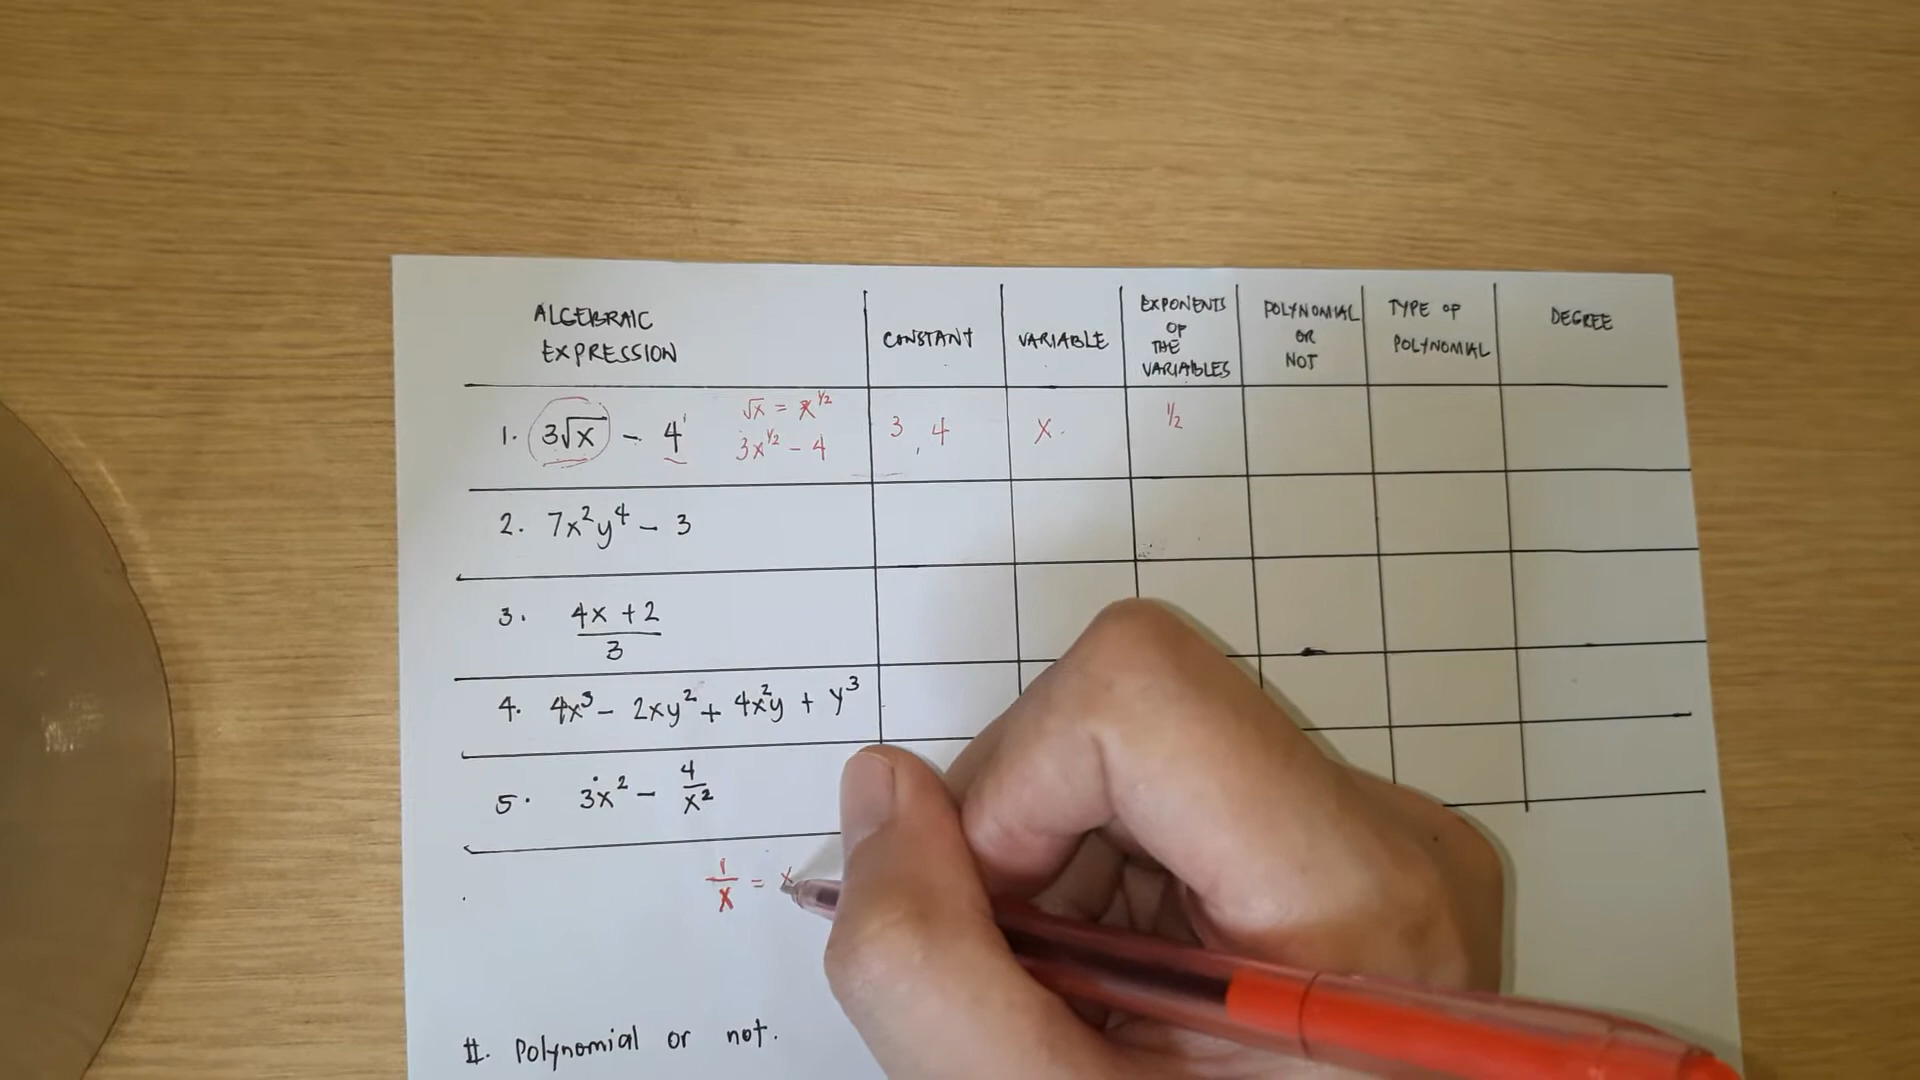 ALGEBRAIC EXPRESSION
CONSTANT
VARIABLE
EXPONENTS OF THE VARIABLES
POLYNOMIAL OR NOT
TYPE OF POLYNOMIAL
DEGREE
1. 3√x - 4
√x = x^1/2
3x^1/2 - 4
3, 4
x
1/2
2. 7x²y⁴ - 3
3. 4x + 2
3
4. 4x³ - 2xy² + 4x²y + y³
5. 3x² - 4/x²
1/x = x
II. Polynomial or not.